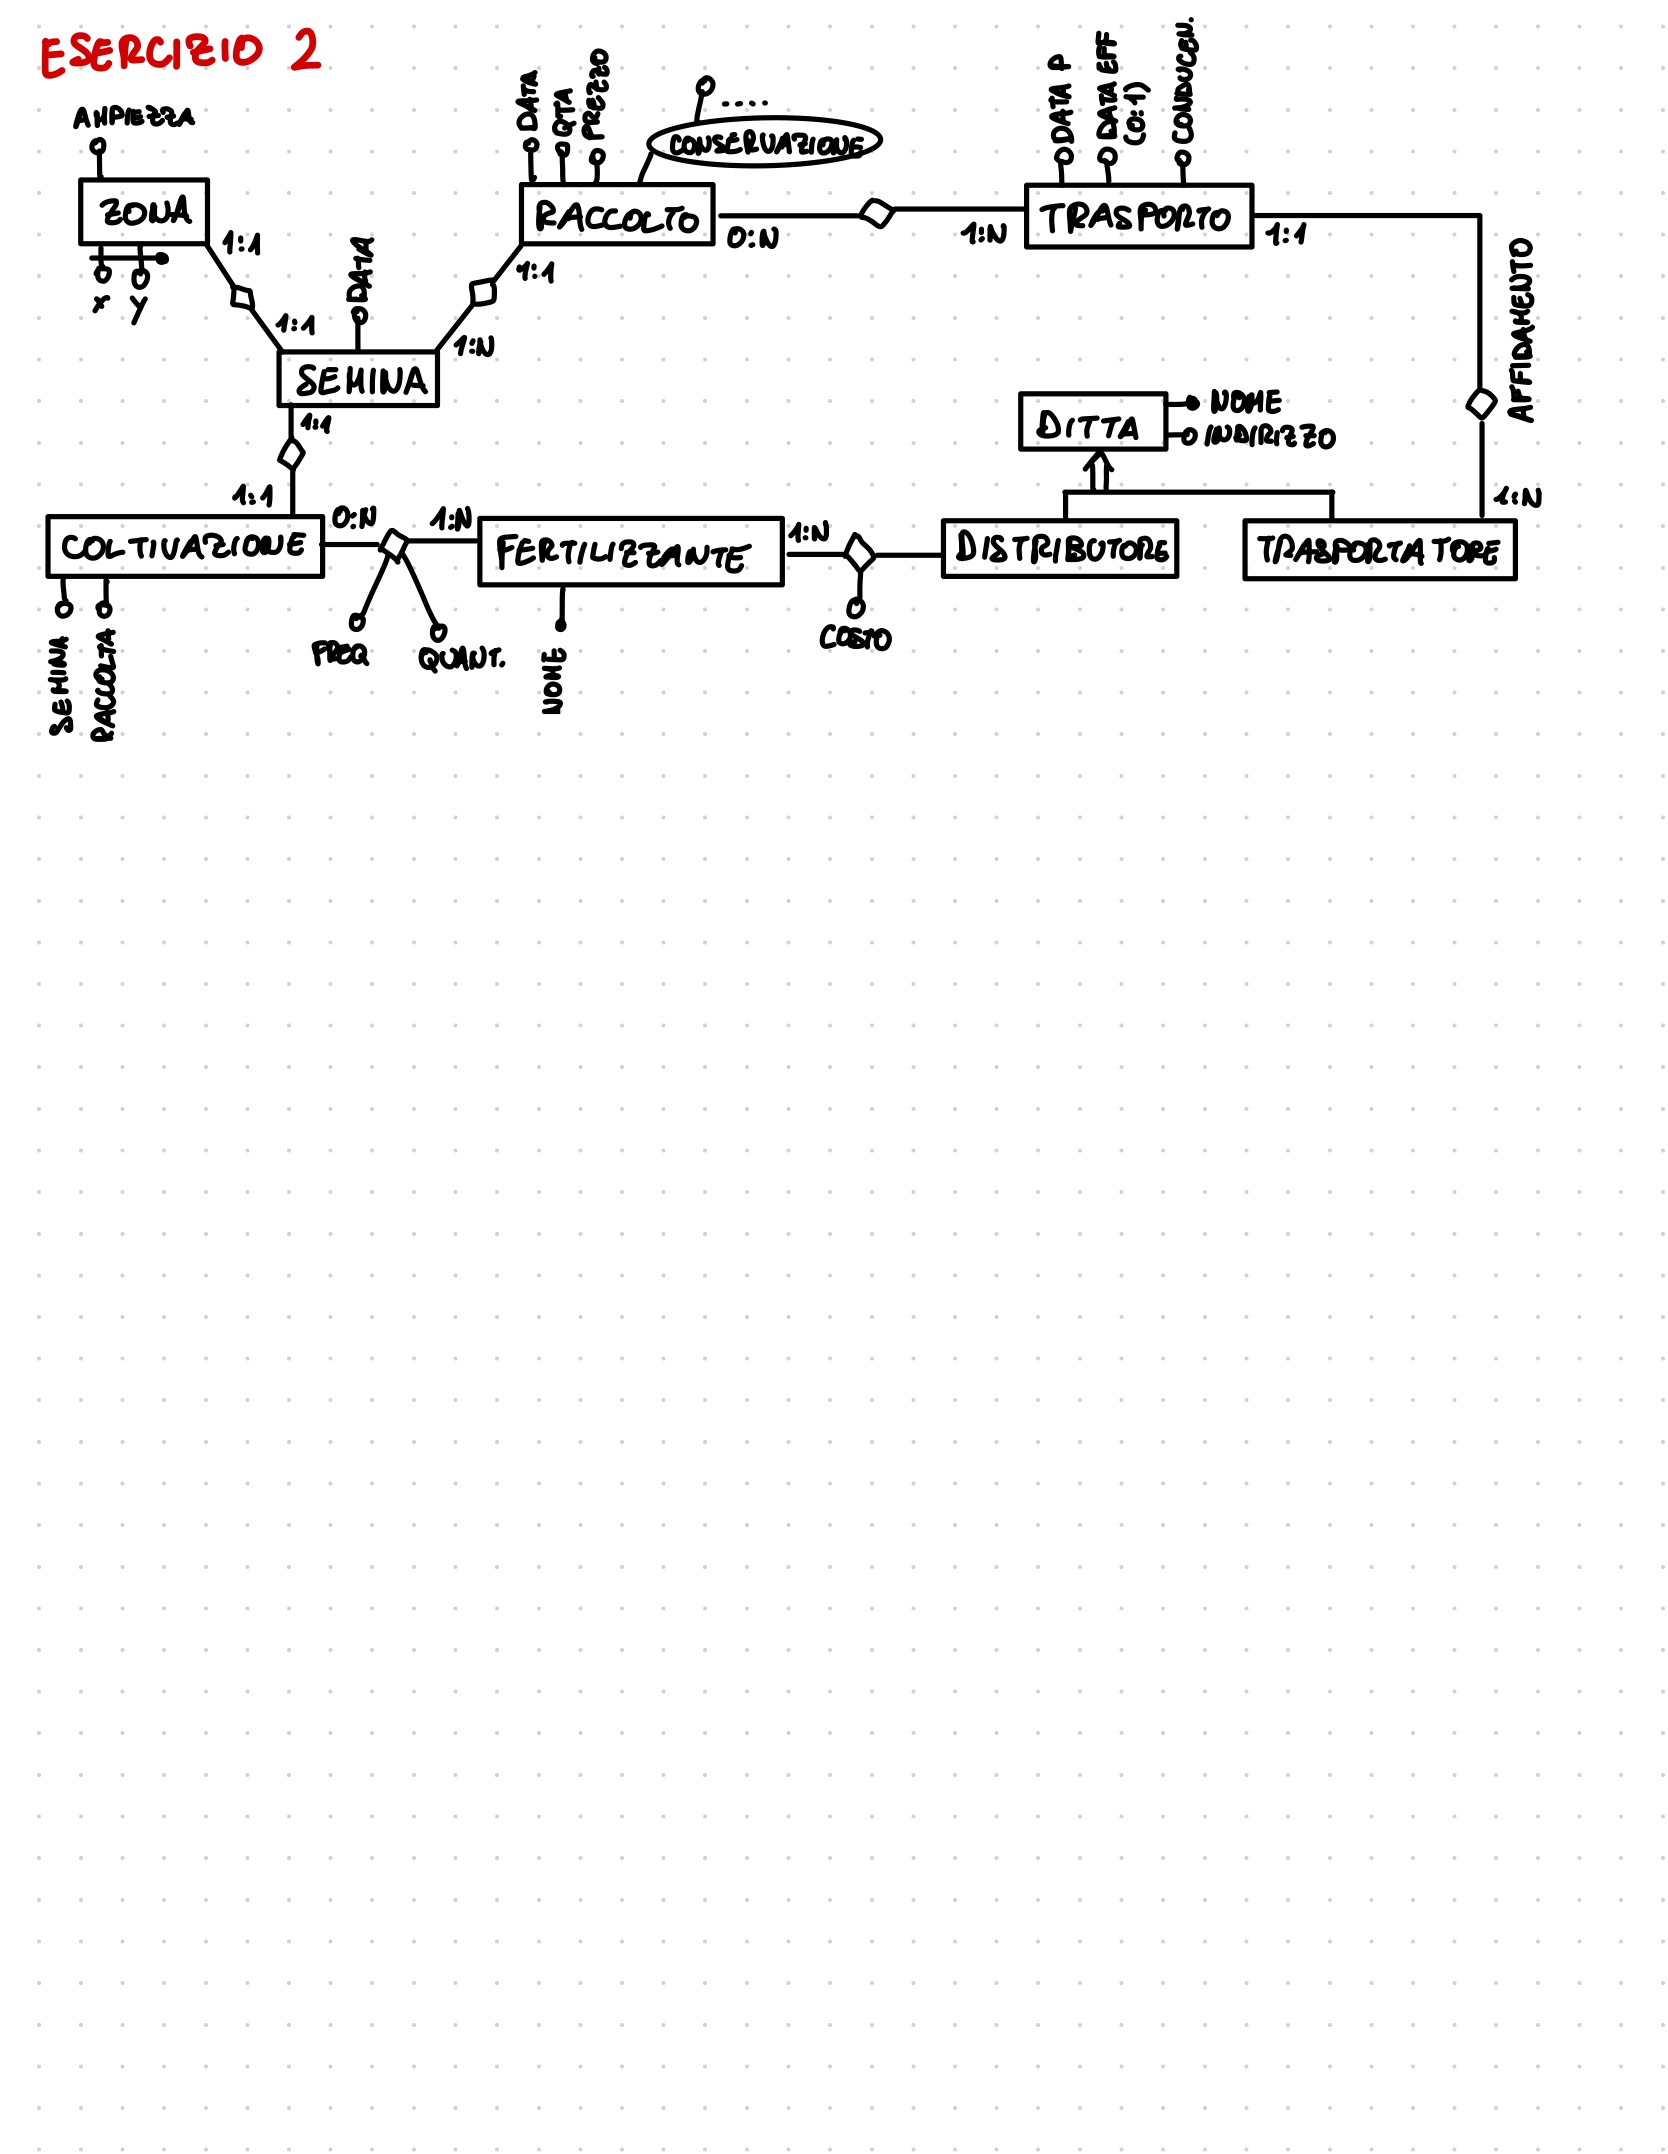 ESERCIZIO 2
AMPIEZZA
ZONA
X
Y
1:1
1:1
DATA
SEMINA
1:N
1:1
DATA
QTA
PREZZO
.....
CONSERVAZIONE
RACCOLTO
0:N
1:N
DATA P
DATA EFF
(0:1)
CONDUCEN.
TRASPORTO
1:1
AFFIDAMENTO
1:N
1:1
1:1
COLTIVAZIONE
SEMINA
RACCOLTA
0:N
1:N
FREQ
QUANT.
FERTILIZZANTE
NOME
1:N
COSTO
DITTA
NOME
INDIRIZZO
DISTRIBUTORE
TRASPORTATORE